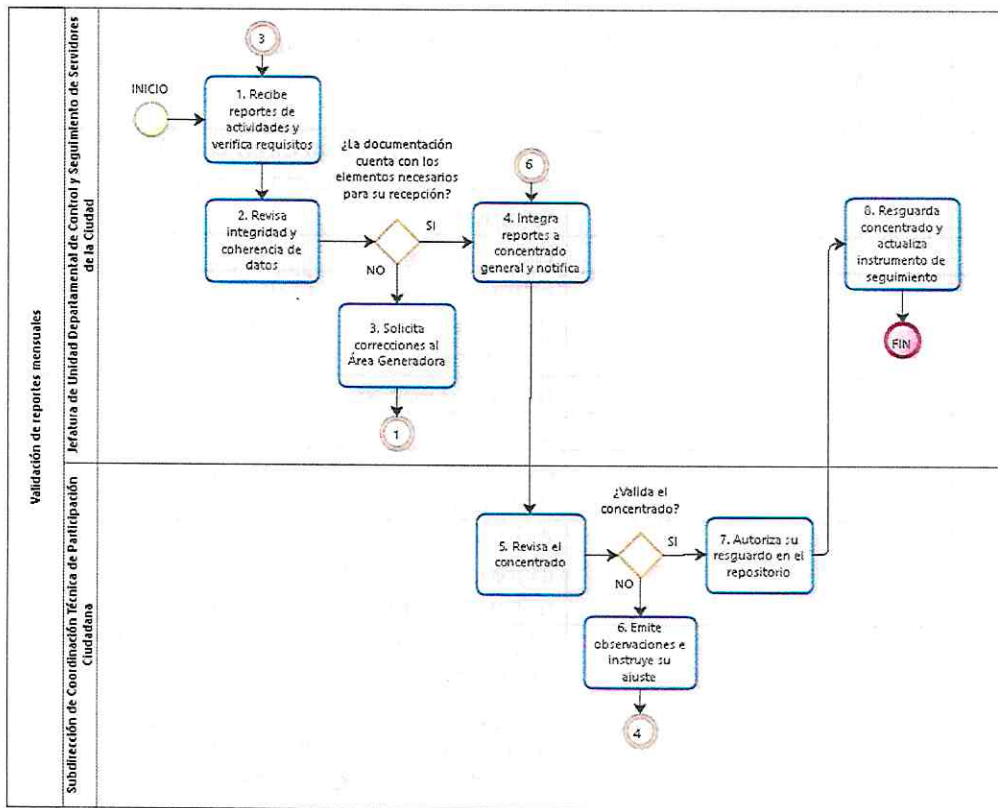 Validación de reportes mensuales
Jefatura de Unidad Departamental de Control y Seguimiento de Servidores
de la Ciudad
3
INICIO
1. Recibe
reportes de
actividades y
verifica requisitos
2. Revisa
integridad y
coherencia de
datos
¿La documentación
cuenta con los
elementos necesarios
para su recepción?
SI
NO
3. Solicita
correcciones al
Área Generadora
1
6
4. Integra
reportes a
concentrado
general y notifica
8. Resguarda
concentrado y
actualiza
instrumento de
seguimiento
FIN
Subdirección de Coordinación Técnica de Participación
Ciudadana
5. Revisa el
concentrado
¿Valida el
concentrado?
SI
NO
7. Autoriza su
resguardo en el
repositorio
6. Emite
observaciones e
instruye su
ajuste
4